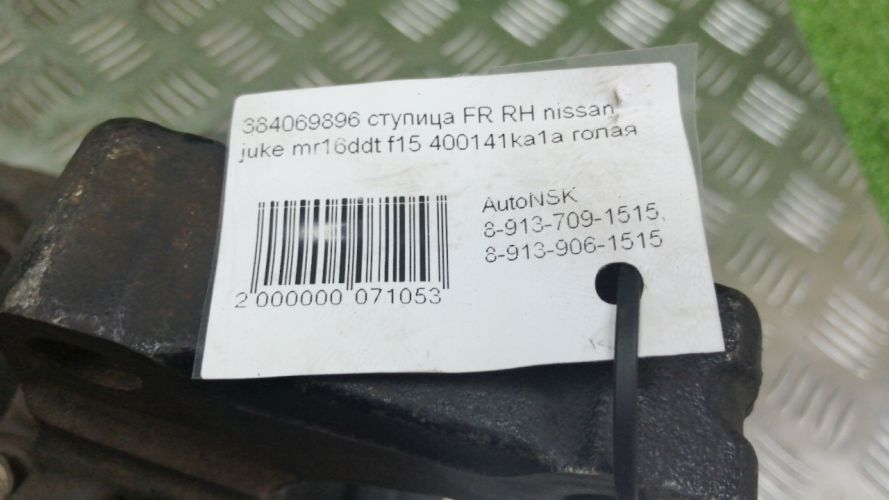 384069896 ступица FR RH nissan
juke mr16ddt f15 400141ka1a голая
AutoNSK
8-913-709-1515,
8-913-906-1515
2 000000 071053